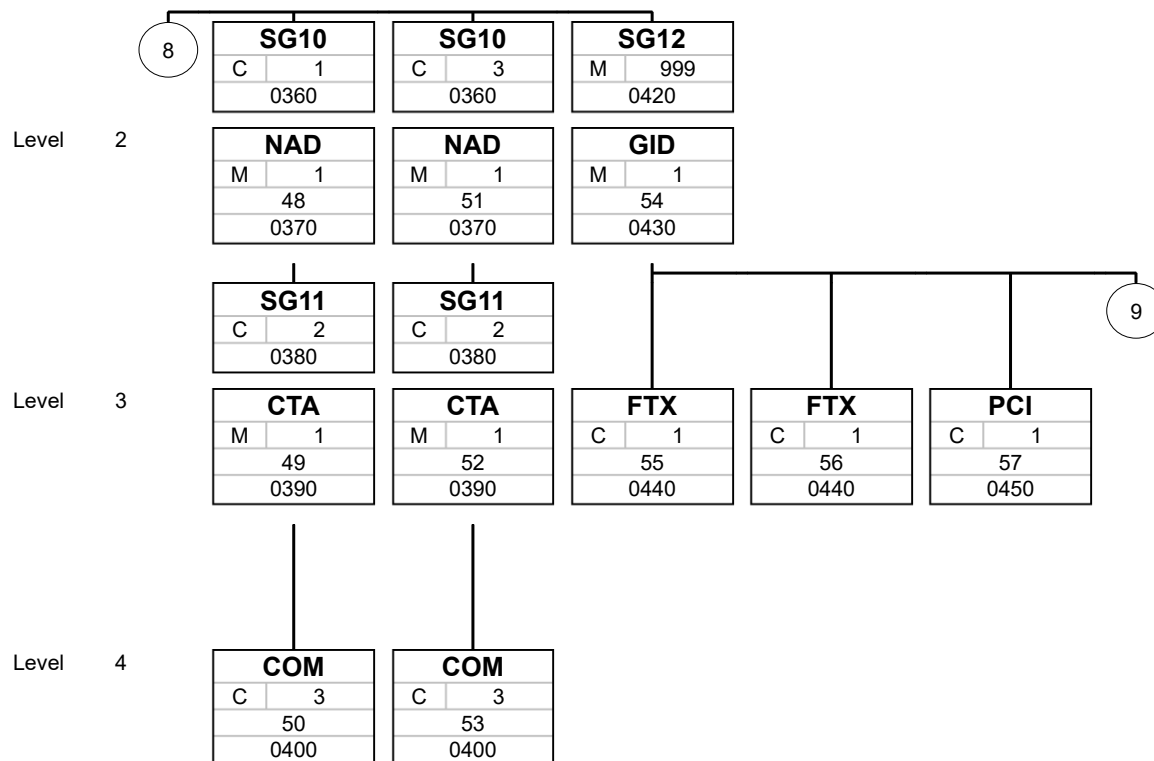 8
SG10 SG10 SG12
C 1 C 3 M 999
0360 0360 0420
Level 2
NAD NAD GID
M 1 M 1 M 1
48 51 54
0370 0370 0430
SG11 SG11
C 2 C 2
0380 0380
9
Level 3
CTA CTA FTX FTX PCI
M 1 M 1 C 1 C 1 C 1
49 52 55 56 57
0390 0390 0440 0440 0450
Level 4
COM COM
C 3 C 3
50 53
0400 0400